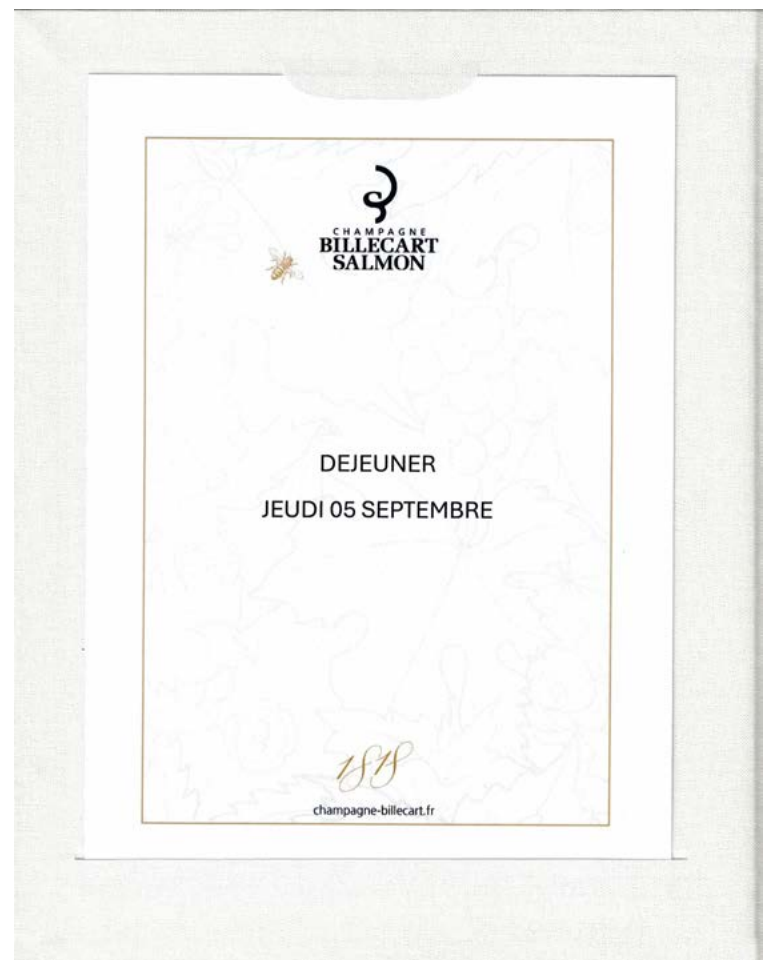 CHAMPAGNE
BILLECART
SALMON
DEJEUNER
JEUDI 05 SEPTEMBRE
1818
champagne-billecart.fr